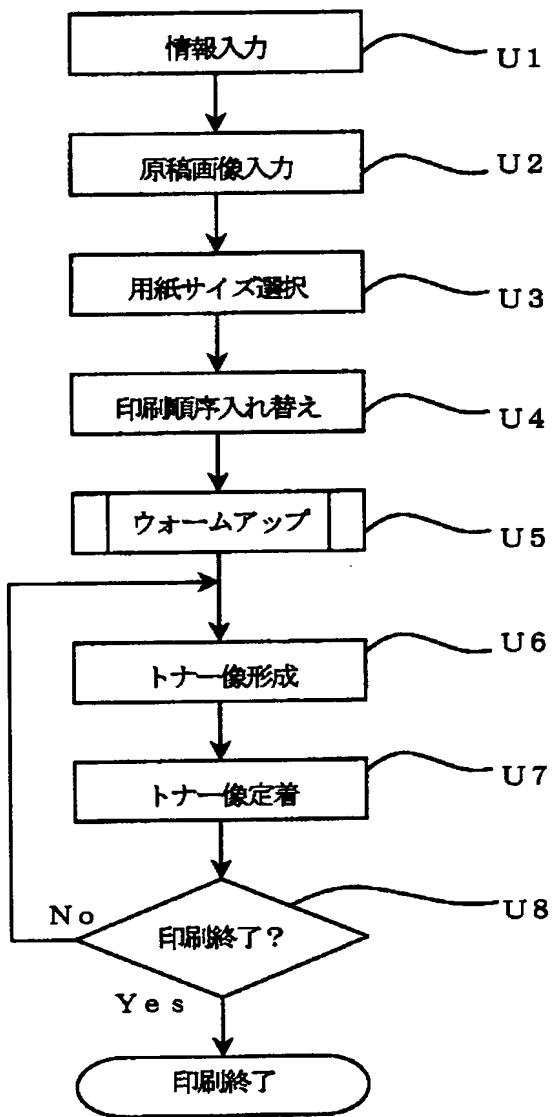 情報入力
U1
原稿画像入力
U2
用紙サイズ選択
U3
印刷順序入れ替え
U4
ウォームアップ
U5
トナー像形成
U6
トナー像定着
U7
印刷終了?
U8
No
Yes
印刷終了